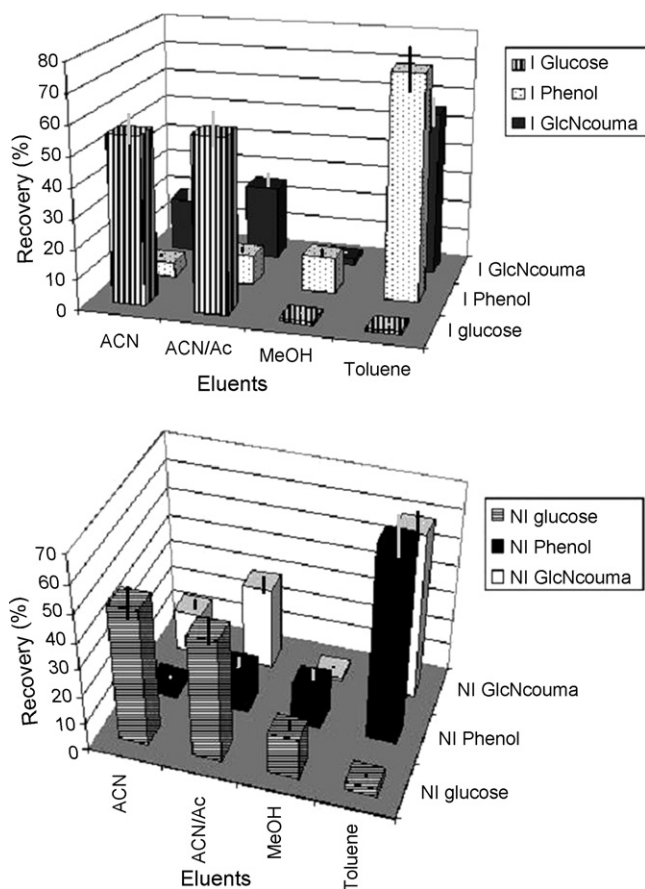 80
70
60
50
40
30
20
10
0
Recovery (%)
ACN
ACN/Ac
MeOH
Toluene
Eluents
I GlcNcouma
I Phenol
I glucose
I Glucose
I Phenol
I GlcNcouma
70
60
50
40
30
20
10
0
Recovery (%)
ACN
ACN/Ac
MeOH
Toluene
Eluents
NI GlcNcouma
NI Phenol
NI glucose
NI glucose
NI Phenol
NI GlcNcouma